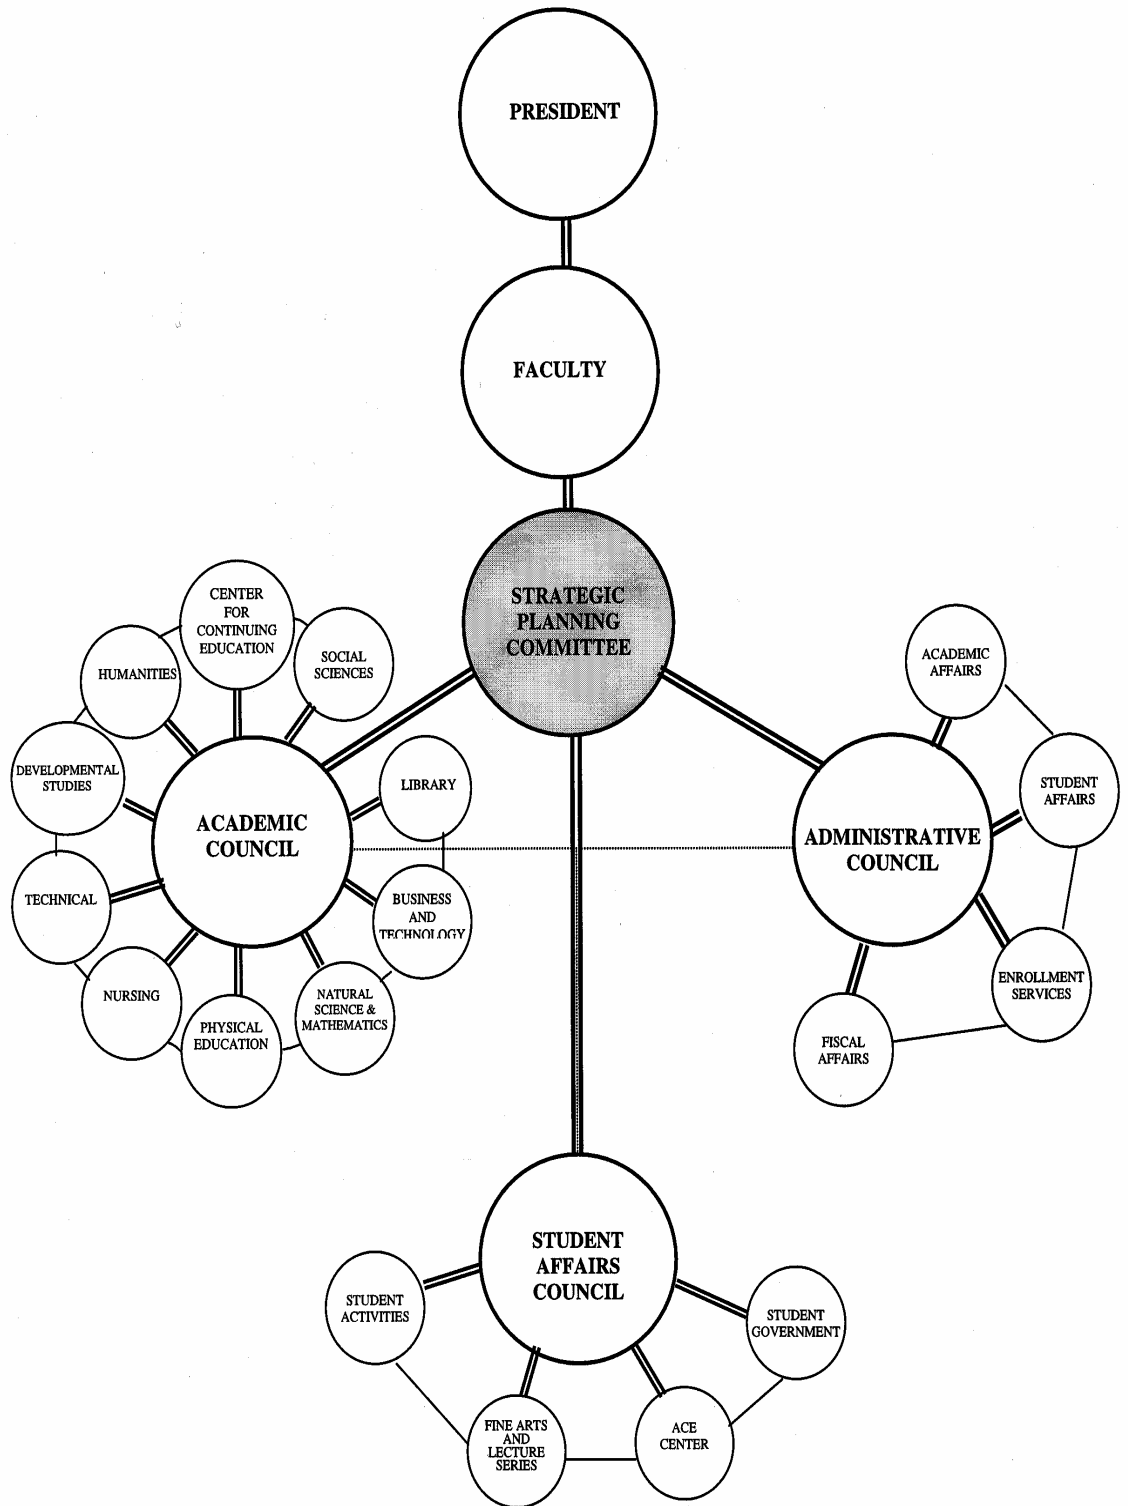 PRESIDENT
FACULTY
STRATEGIC
PLANNING
COMMITTEE
CENTER
FOR
CONTINUING
EDUCATION
SOCIAL
SCIENCES
HUMANITIES
DEVELOPMENTAL
STUDIES
LIBRARY
ACADEMIC
COUNCIL
TECHNICAL
BUSINESS
AND
TECHNOLOGY
NURSING
PHYSICAL
EDUCATION
NATURAL
SCIENCE &
MATHEMATICS
ACADEMIC
AFFAIRS
STUDENT
AFFAIRS
ADMINISTRATIVE
COUNCIL
ENROLLMENT
SERVICES
FISCAL
AFFAIRS
STUDENT
AFFAIRS
COUNCIL
STUDENT
ACTIVITIES
STUDENT
GOVERNMENT
FINE ARTS
AND
LECTURE
SERIES
ACE
CENTER